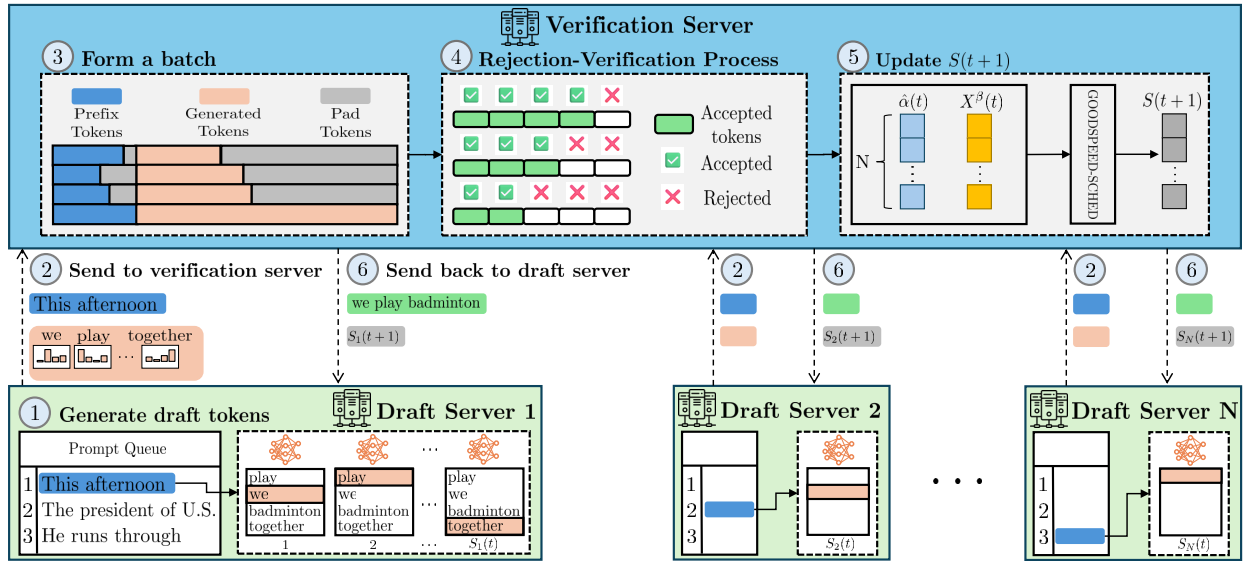 Verification Server
3 Form a batch
Prefix
Tokens
Generated
Tokens
Pad
Tokens
4 Rejection-Verification Process
Accepted
tokens
Accepted
Rejected
5 Update S(t+1)
N
α̂(t)
X^β(t)
GOODSPEED-SCHED
S(t+1)
2 Send to verification server
This afternoon
we play ... together
6 Send back to draft server
we play badminton
S₁(t+1)
2
6
S₂(t+1)
2
6
S_N(t+1)
1 Generate draft tokens
Draft Server 1
Prompt Queue
1 This afternoon
2 The president of U.S.
3 He runs through
play
we
badminton
together
1
play
we
badminton
together
2
...
play
we
badminton
together
S₁(t)
Draft Server 2
1
2
3
S₂(t)
...
Draft Server N
1
2
3
S_N(t)